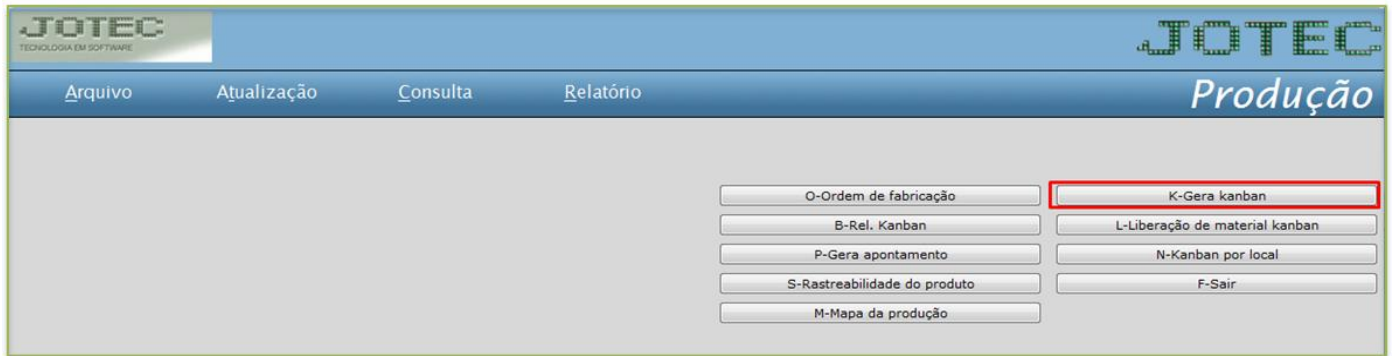 JOTEC
TECNOLOGIA EM SOFTWARE
JOTEC
Arquivo Atualização Consulta Relatório Produção
O-Ordem de fabricação K-Gera kanban
B-Rel. Kanban L-Liberação de material kanban
P-Gera apontamento N-Kanban por local
S-Rastreabilidade do produto F-Sair
M-Mapa da produção